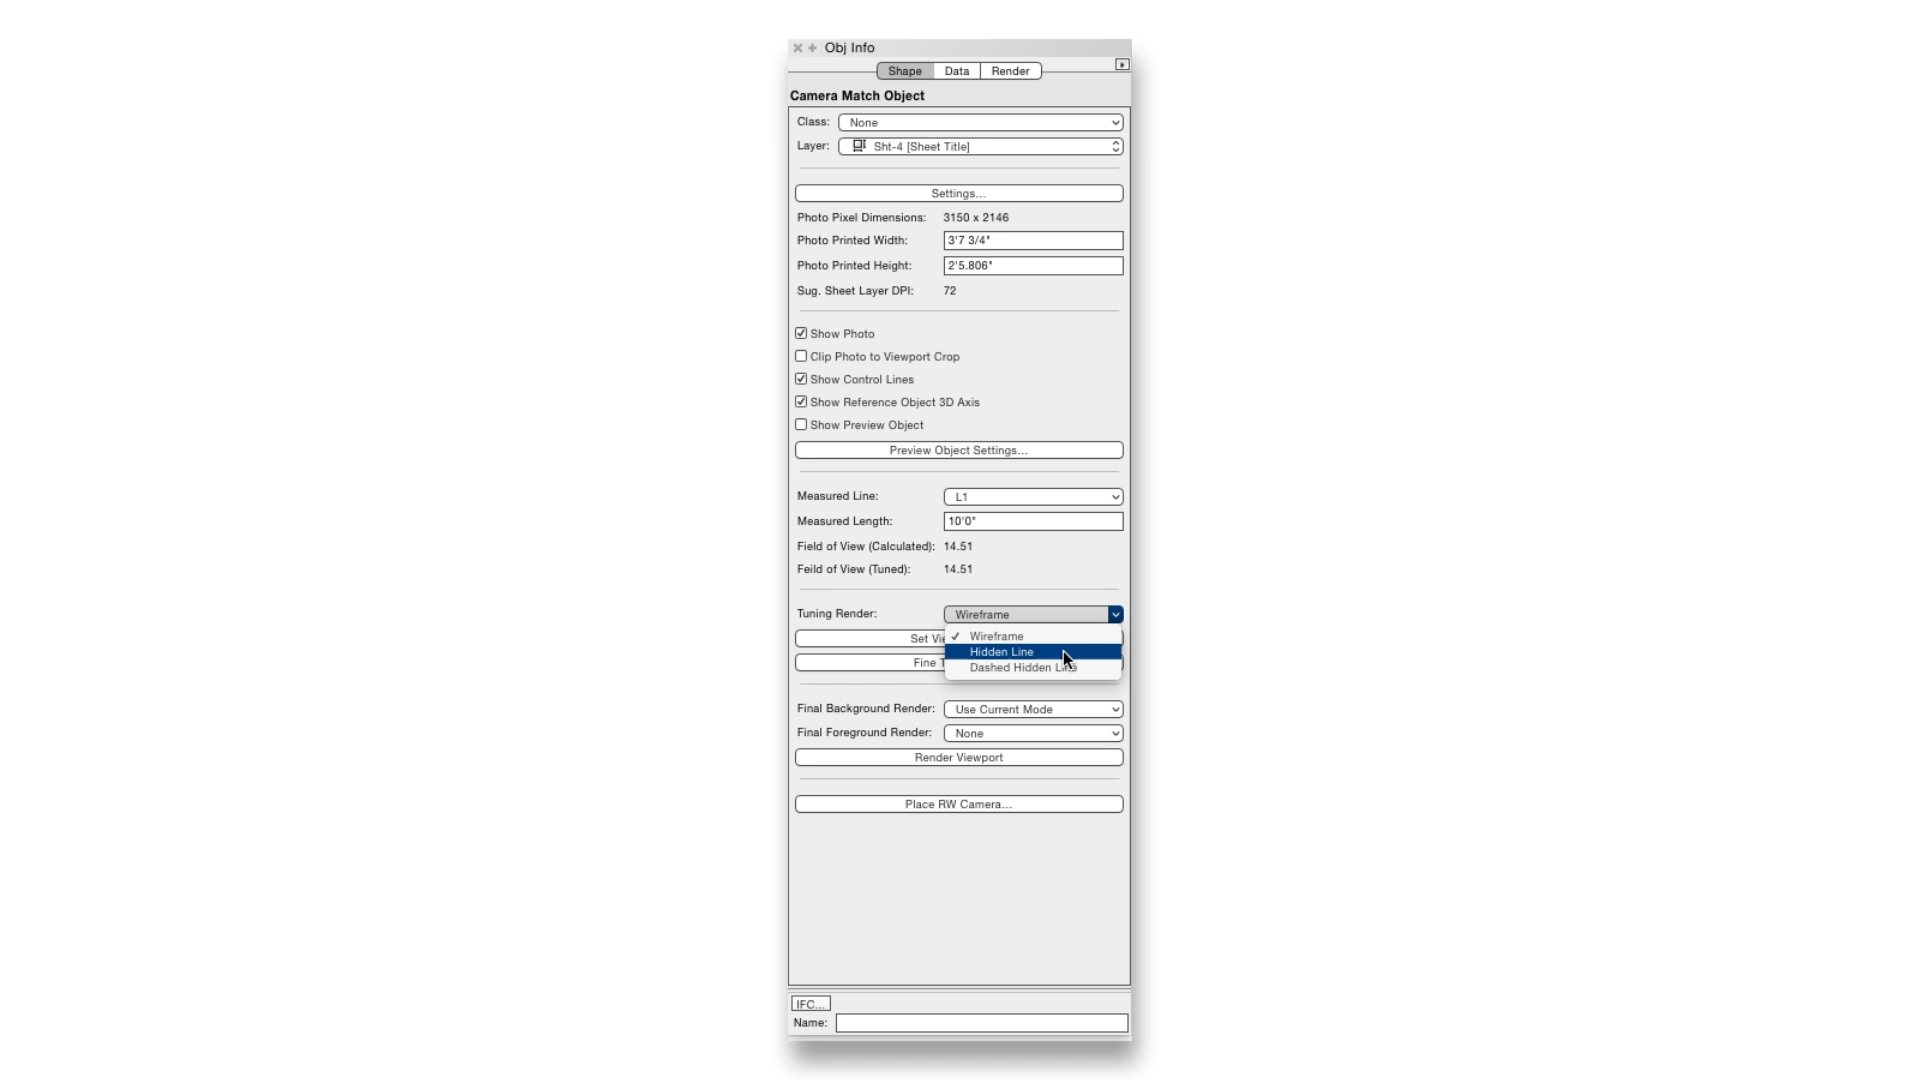 Obj Info
Shape Data Render
Camera Match Object
Class: None
Layer: Sht-4 [Sheet Title]
Settings...
Photo Pixel Dimensions: 3150 x 2146
Photo Printed Width: 3'7 3/4"
Photo Printed Height: 2'5.806"
Sug. Sheet Layer DPI: 72
Show Photo
Clip Photo to Viewport Crop
Show Control Lines
Show Reference Object 3D Axis
Show Preview Object
Preview Object Settings...
Measured Line: L1
Measured Length: 10'0"
Field of View (Calculated): 14.51
Feild of View (Tuned): 14.51
Tuning Render: Wireframe
Wireframe
Set
Hidden Line
Fine
Dashed Hidden
Final Background Render: Use Current Mode
Final Foreground Render: None
Render Viewport
Place RW Camera...
IFC...
Name: